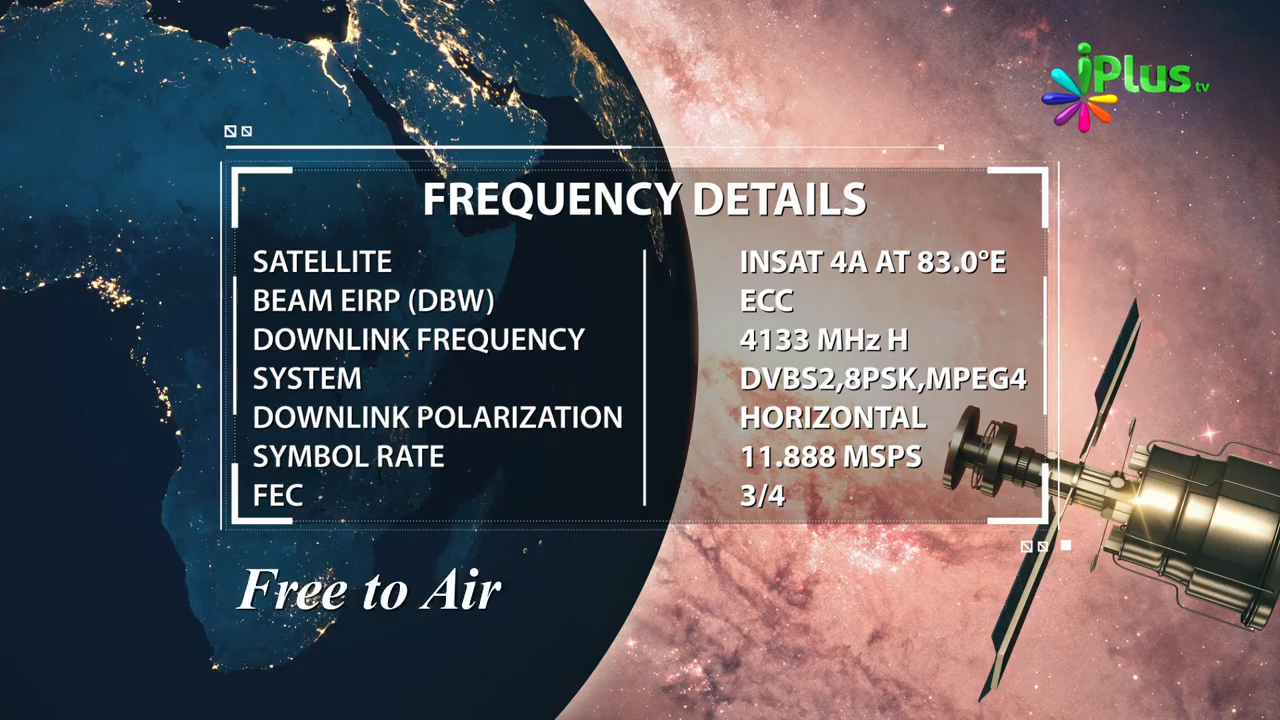 iPlus tv
FREQUENCY DETAILS
SATELLITE INSAT 4A AT 83.0°E
BEAM EIRP (DBW) ECC
DOWNLINK FREQUENCY 4133 MHz H
SYSTEM DVBS2,8PSK,MPEG4
DOWNLINK POLARIZATION HORIZONTAL
SYMBOL RATE 11.888 MSPS
FEC 3/4
Free to Air